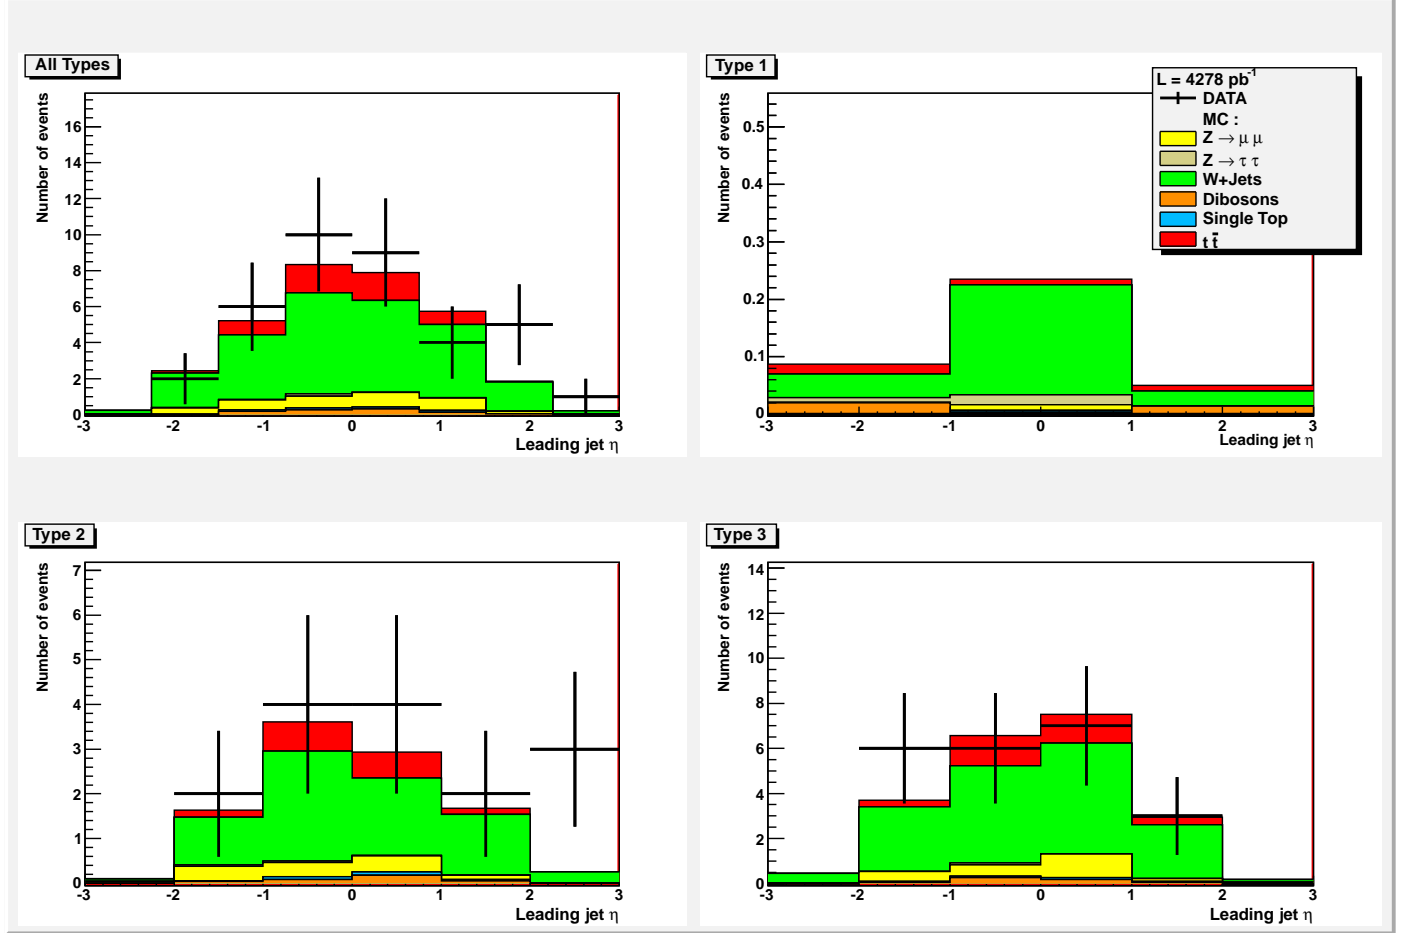 All Types
Number of events
16
14
12
10
8
6
4
2
0
-3 -2 -1 0 1 2 3
Leading jet η
Type 1
Number of events
0.5
0.4
0.3
0.2
0.1
0
-3 -2 -1 0 1 2 3
Leading jet η
L = 4278 pb⁻¹
DATA
MC :
Z → μ μ
Z → τ τ
W+Jets
Dibosons
Single Top
t t̄
Type 2
Number of events
7
6
5
4
3
2
1
0
-3 -2 -1 0 1 2 3
Leading jet η
Type 3
Number of events
14
12
10
8
6
4
2
0
-3 -2 -1 0 1 2 3
Leading jet η